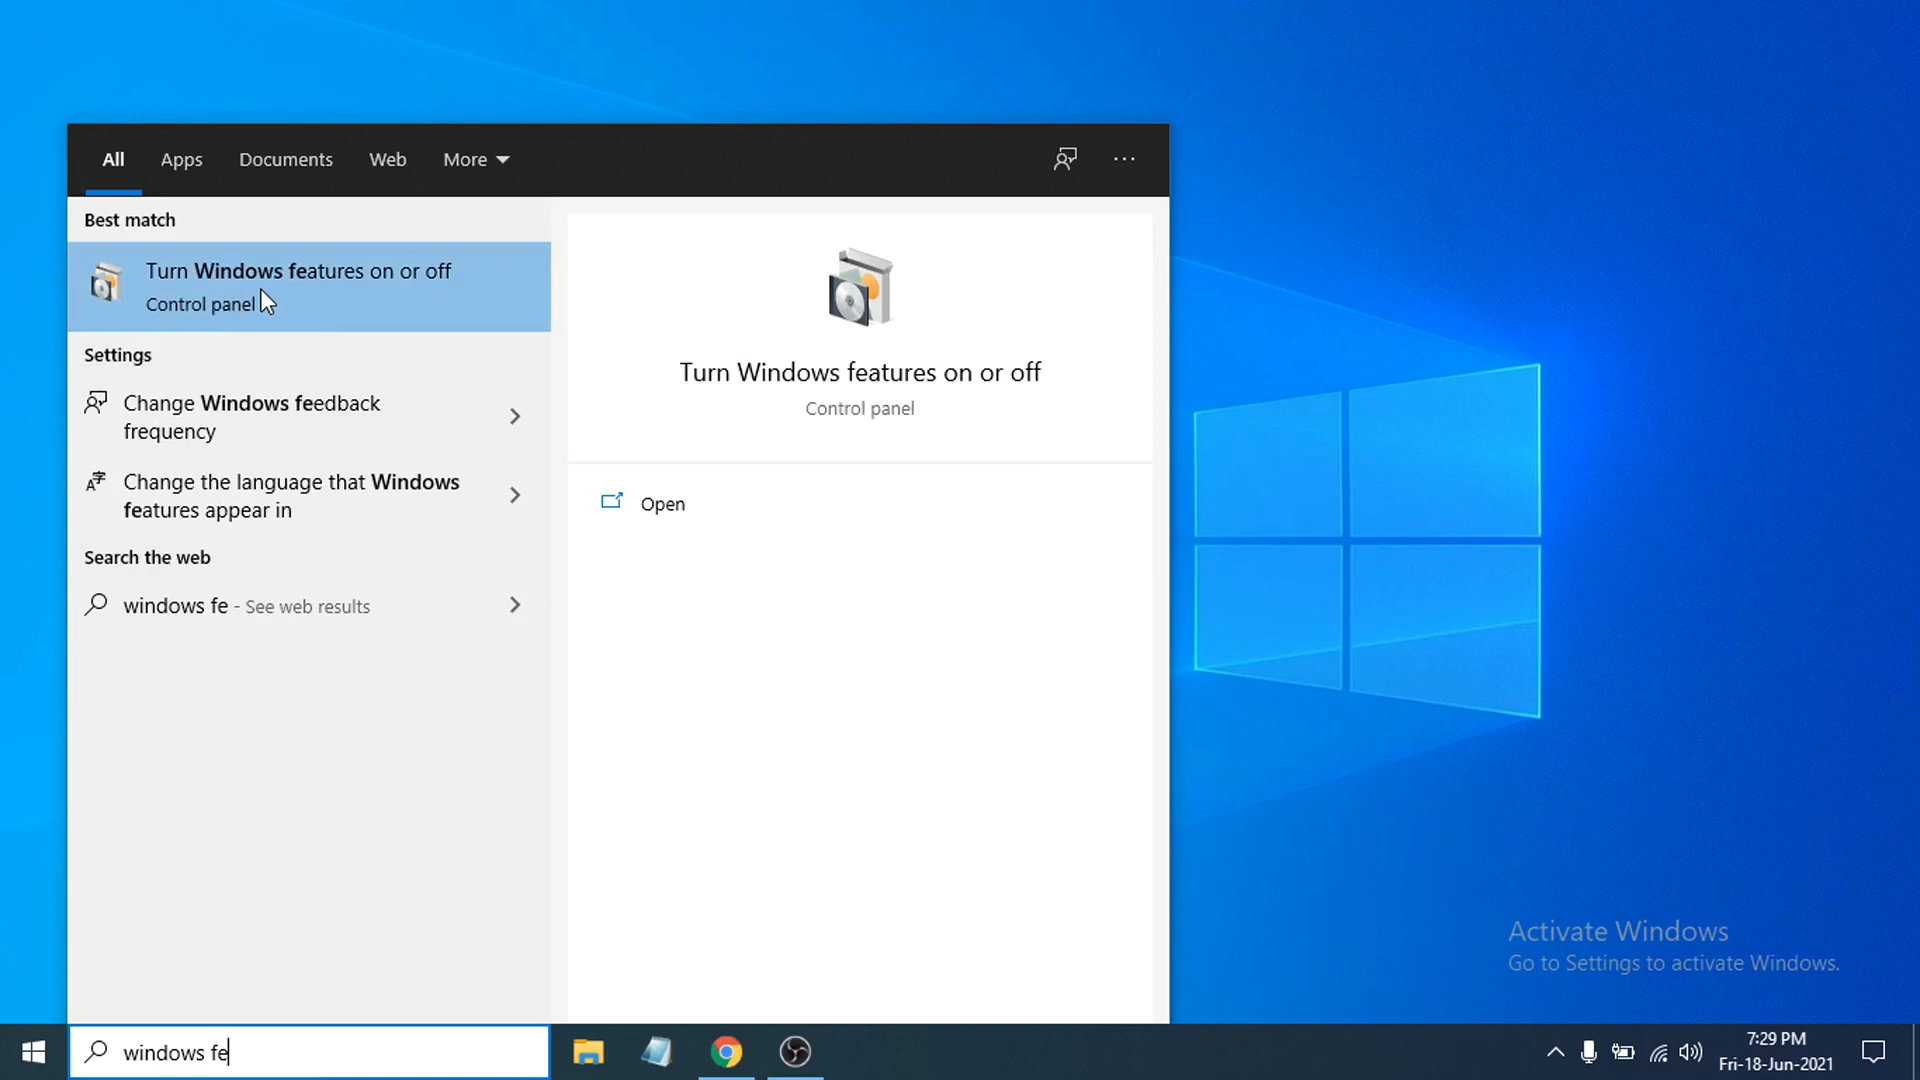 All Apps Documents Web More
Best match
Turn Windows features on or off
Control panel
Settings
Change Windows feedback
frequency
Change the language that Windows
features appear in
Search the web
windows fe - See web results
Turn Windows features on or off
Control panel
Open
Activate Windows
Go to Settings to activate Windows.
windows fe
7:29 PM
Fri-18-Jun-2021